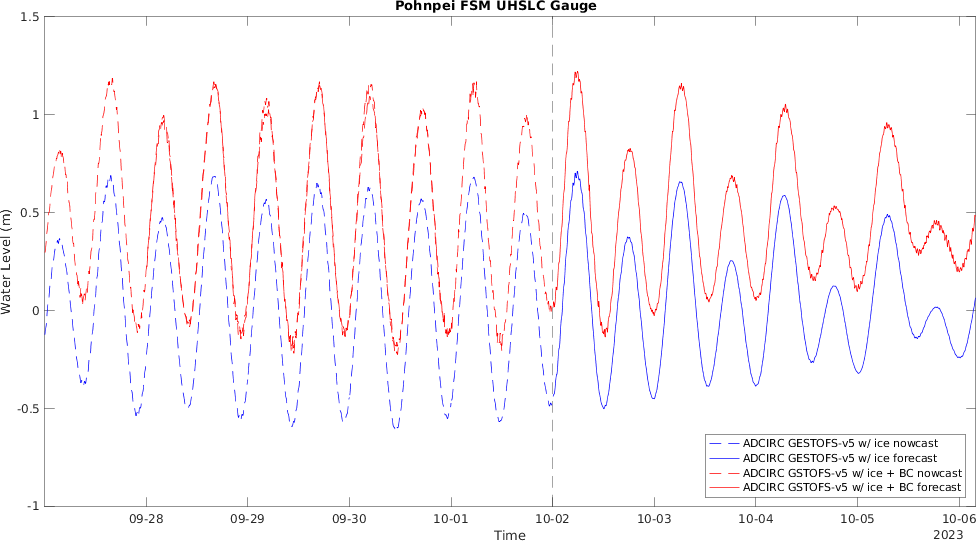 Pohnpei FSM UHSLC Gauge
1.5
1
0.5
0
-0.5
-1
Water Level (m)
09-28 09-29 09-30 10-01 10-02 10-03 10-04 10-05 10-06
Time
2023
ADCIRC GESTOFS-v5 w/ ice nowcast
ADCIRC GESTOFS-v5 w/ ice forecast
ADCIRC GSTOFS-v5 w/ ice + BC nowcast
ADCIRC GSTOFS-v5 w/ ice + BC forecast